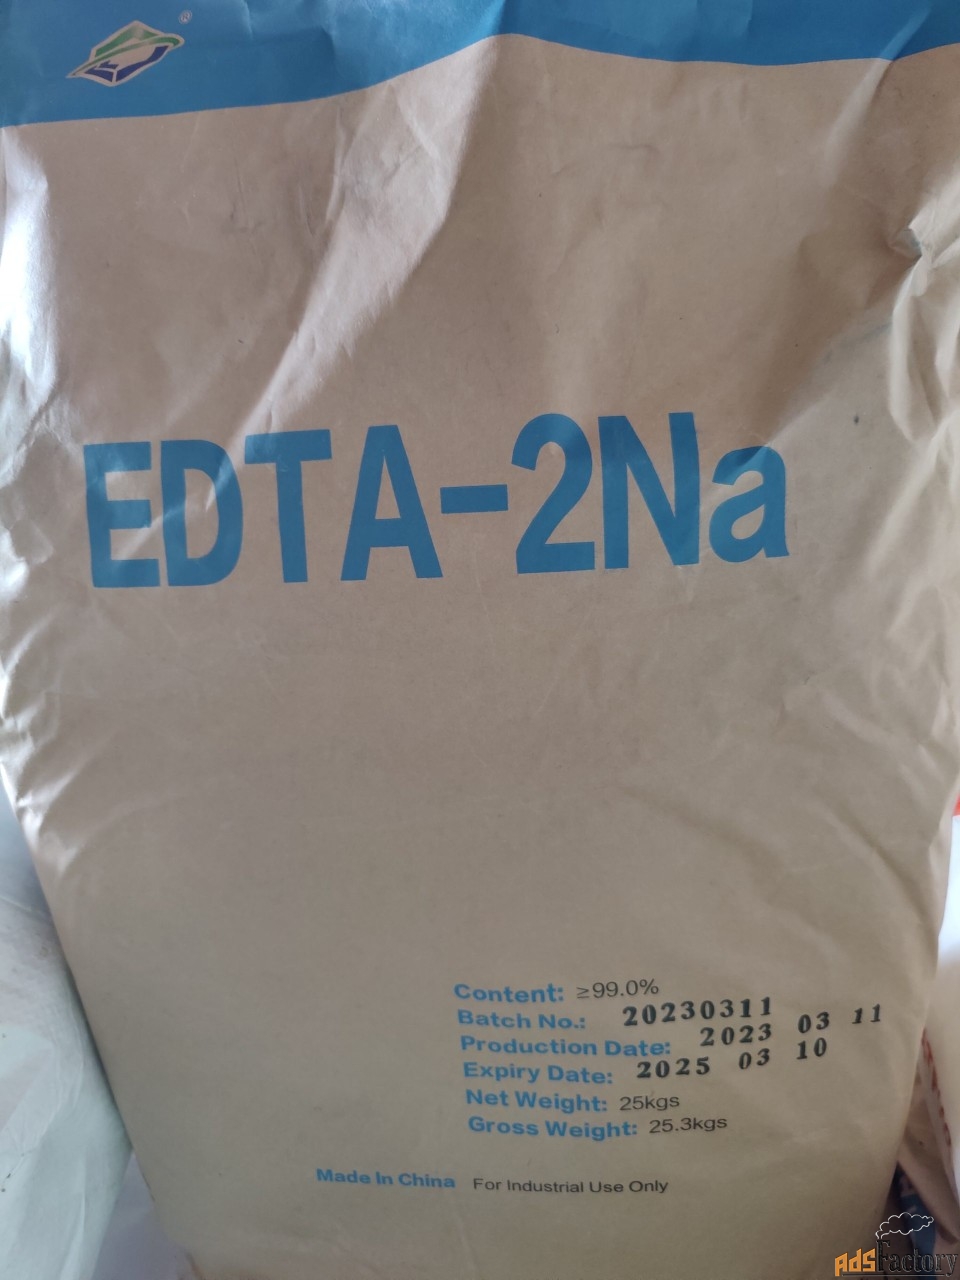 ®
EDTA-2Na
Content: ≥99.0%
Batch No.: 20230311
Production Date: 2023 03 11
Expiry Date: 2025 03 10
Net Weight: 25kgs
Gross Weight: 25.3kgs
Made In China For Industrial Use Only
AdsFactory